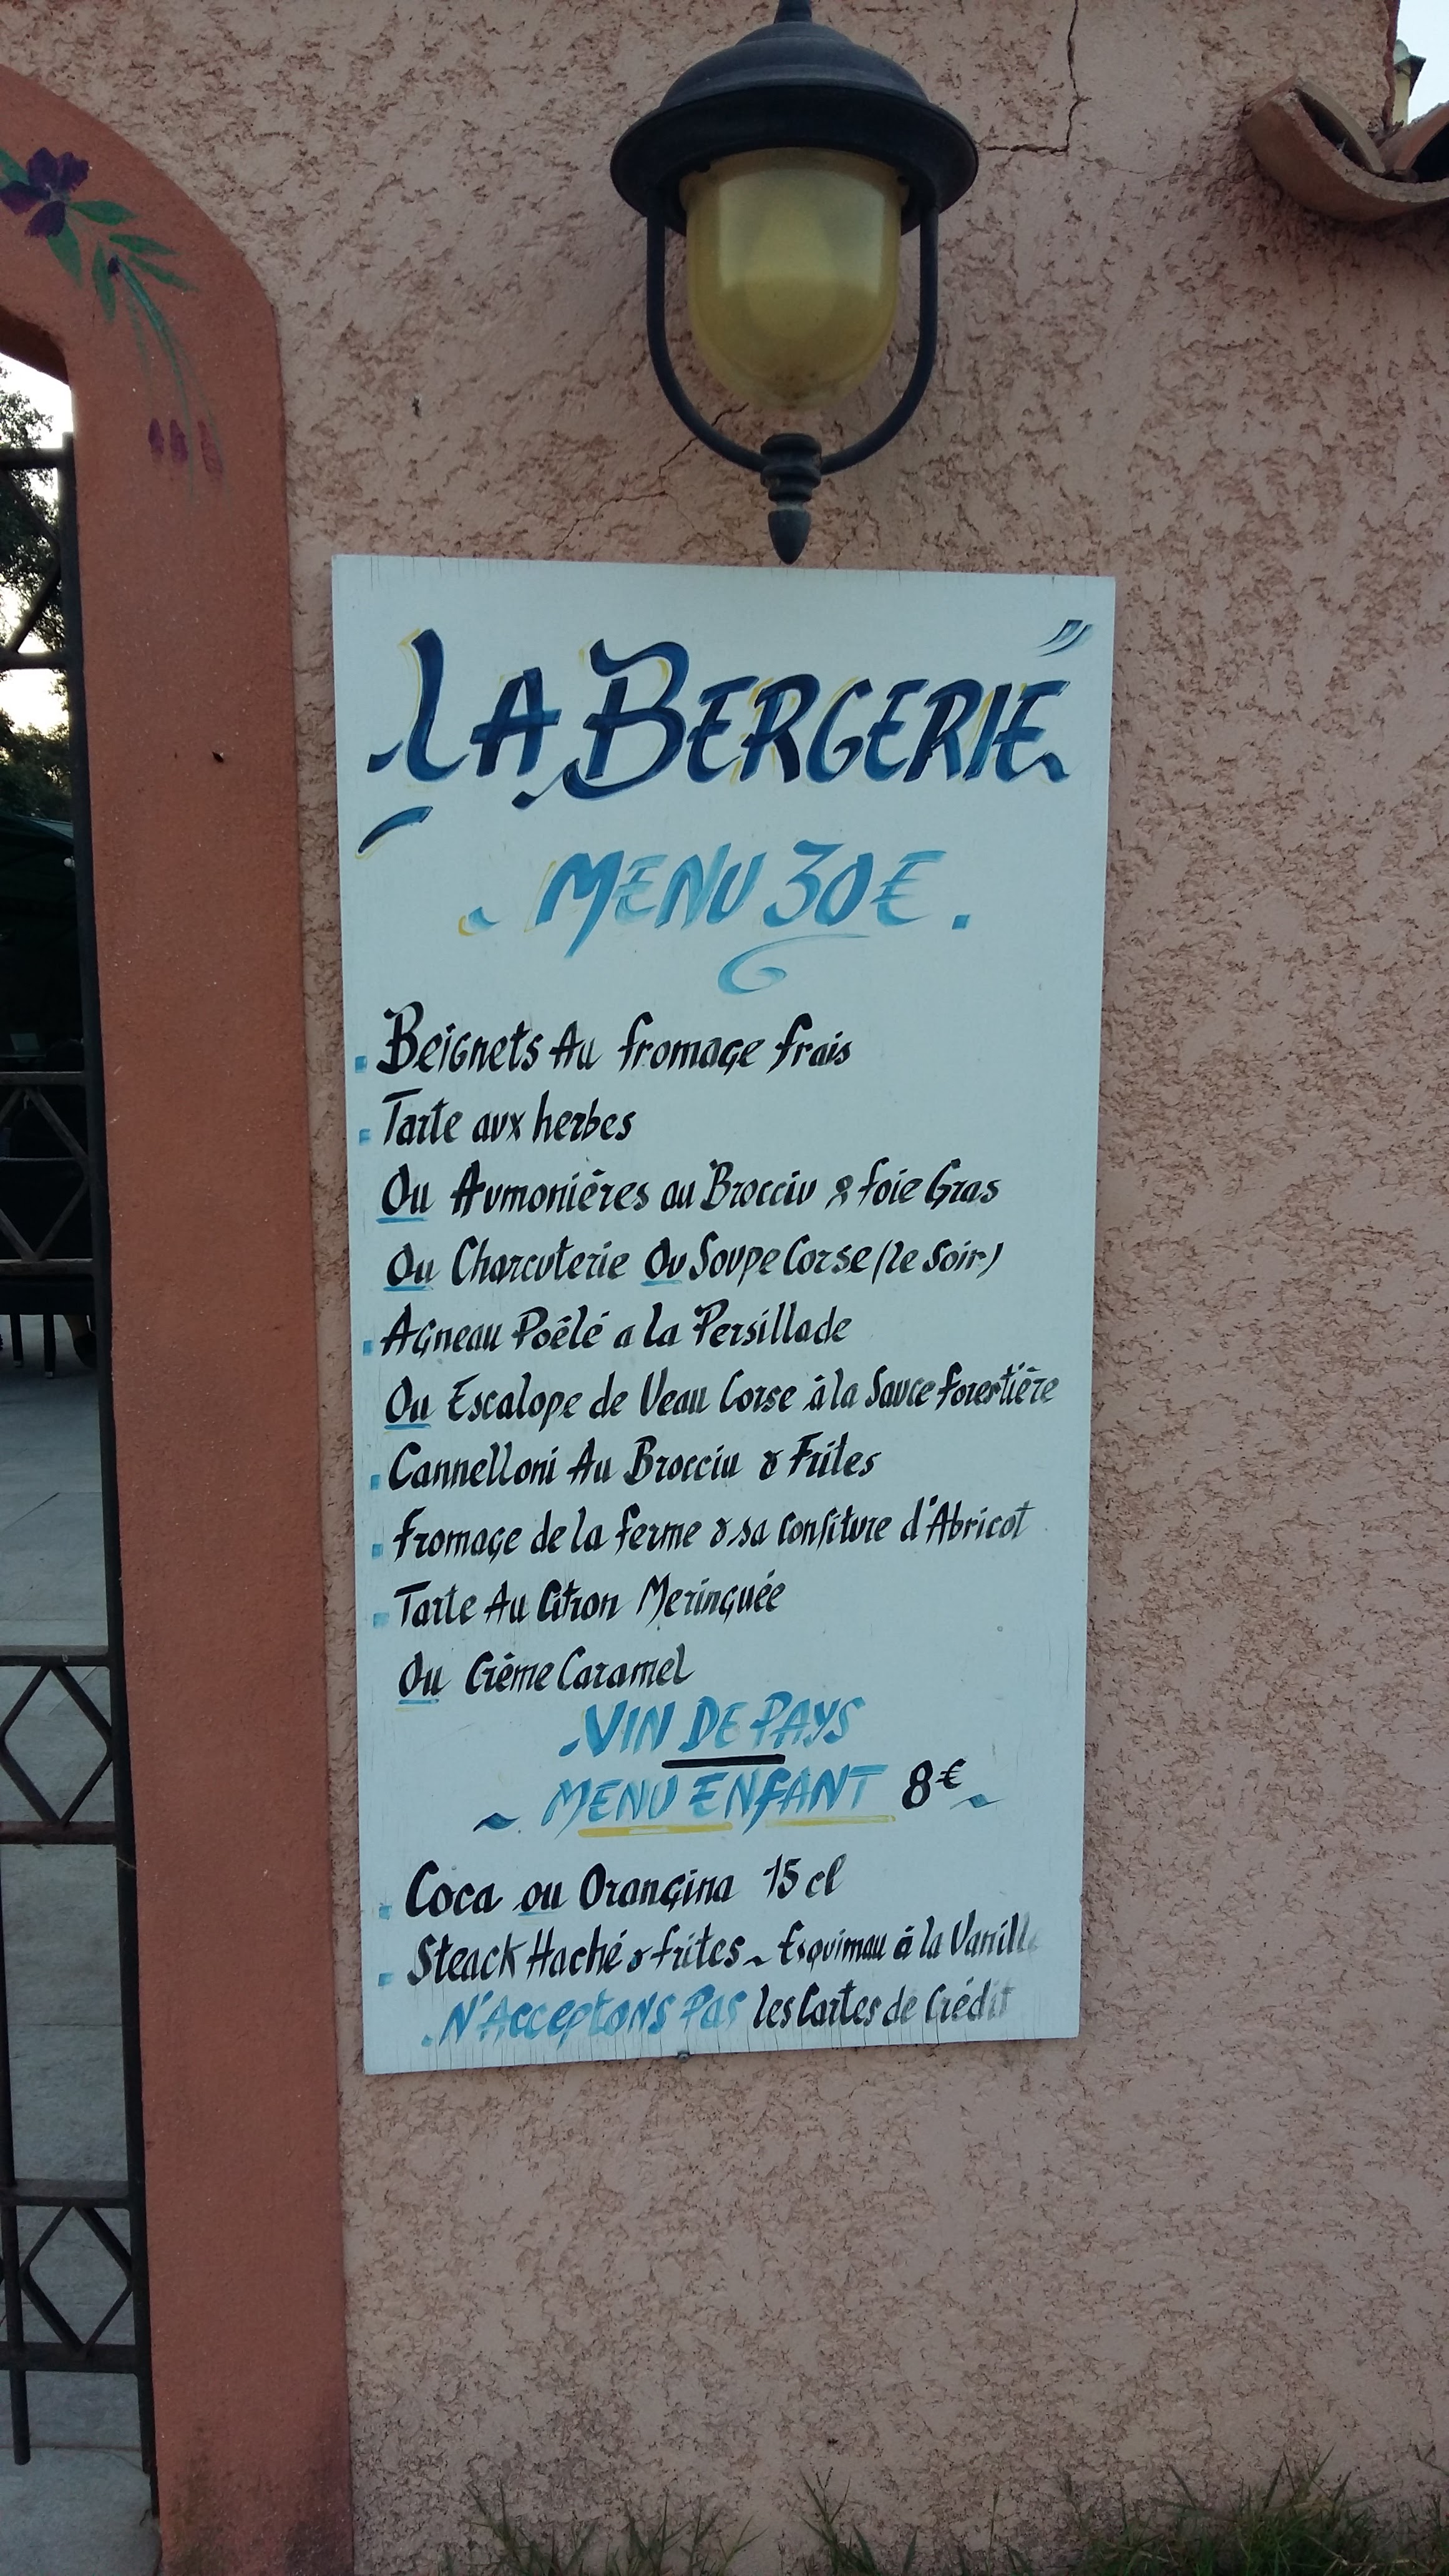 LA BERGERIE
MENU 30€.
Beignets Au fromage frais
Tarte aux herbes
Ou Aumonières au Brocciu & foie Gras
Ou Charcuterie Ou Soupe Corse (le Soir)
Agneau Poêlé a la Persillade
Ou Escalope de Veau Corse à la Sauce forestière
Cannelloni Au Brocciu & Frites
fromage de la ferme & sa Confiture d'Abricot
Tarte Au Citron Meringuée
Ou Crème Caramel
VIN DE PAYS
MENU ENFANT 8€
Coca ou Orangina 15 cl
Steack Haché & frites ~ Esquimau à la Vanille
N'Acceptons Pas les Cartes de Crédit